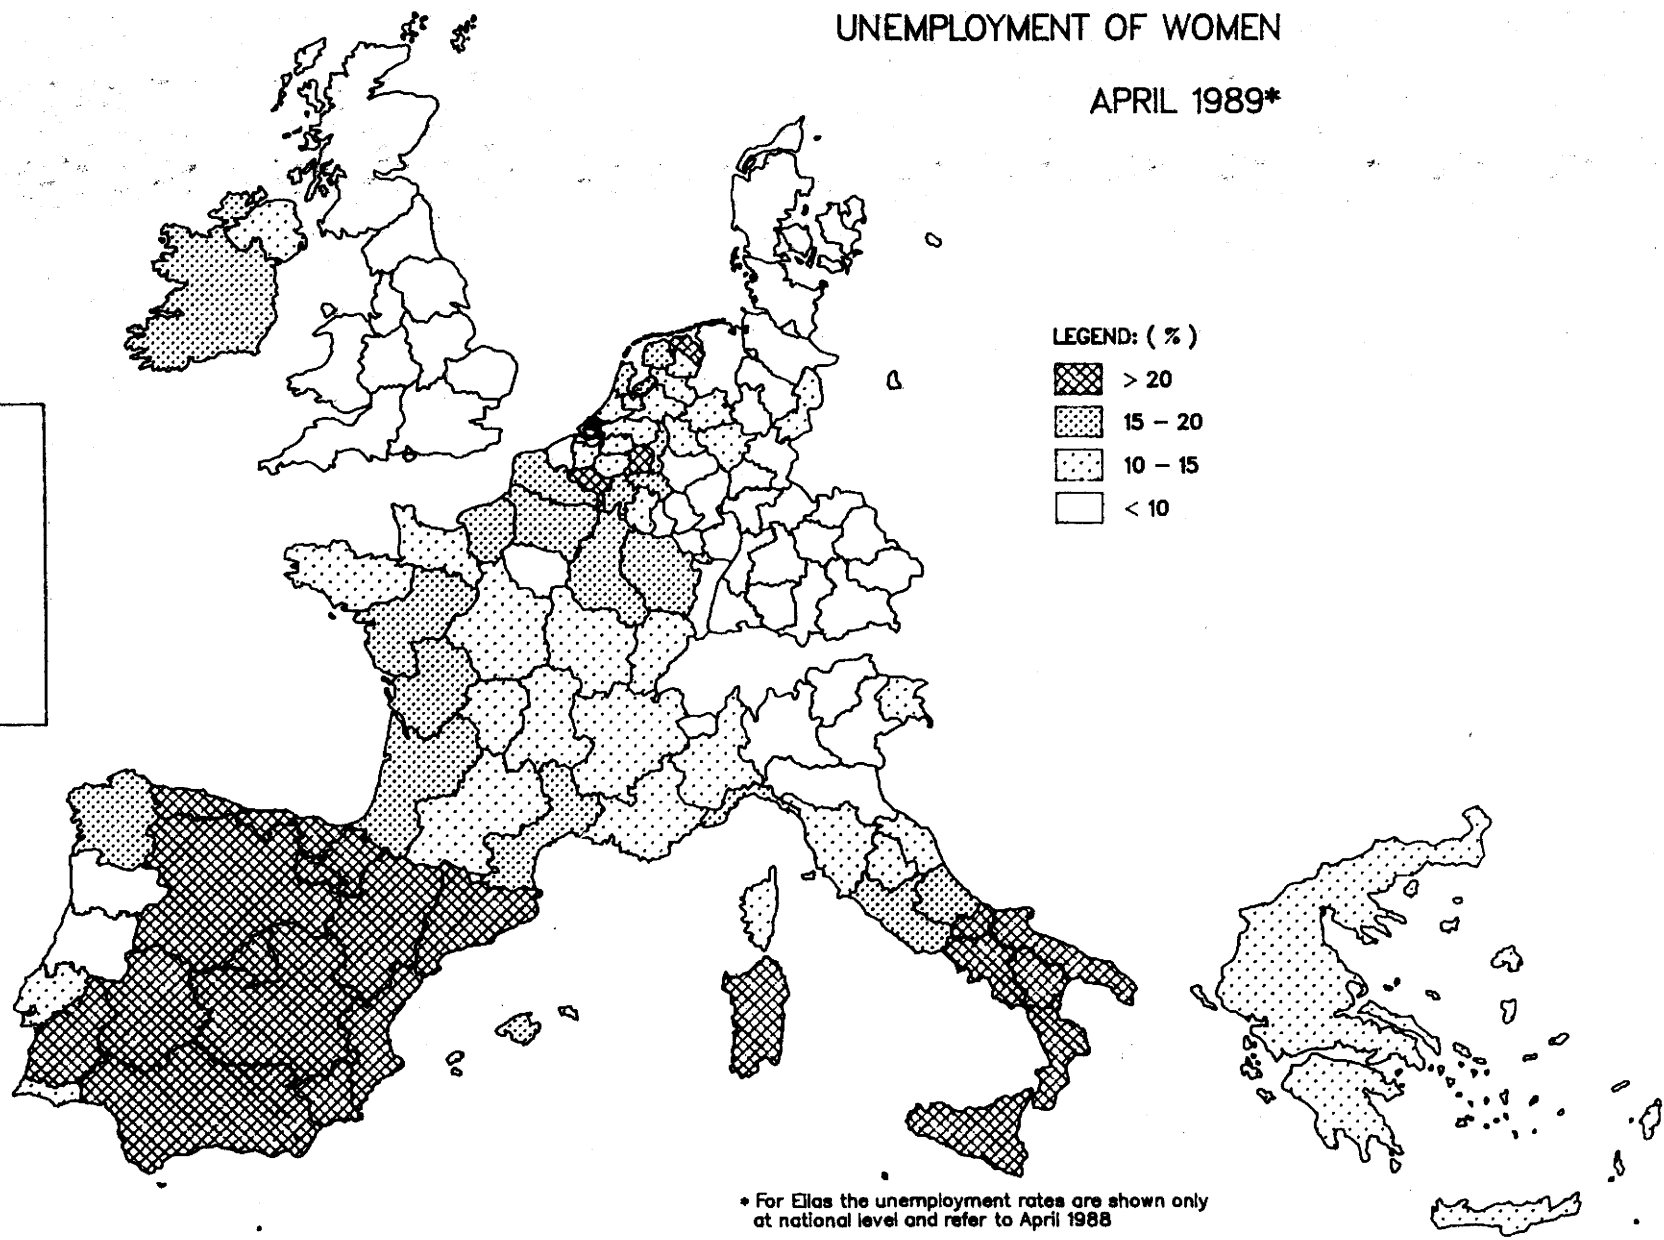 UNEMPLOYMENT OF WOMEN
APRIL 1989*
LEGEND: ( % )
> 20
15 – 20
10 – 15
< 10
* For Ellas the unemployment rates are shown only
at national level and refer to April 1988